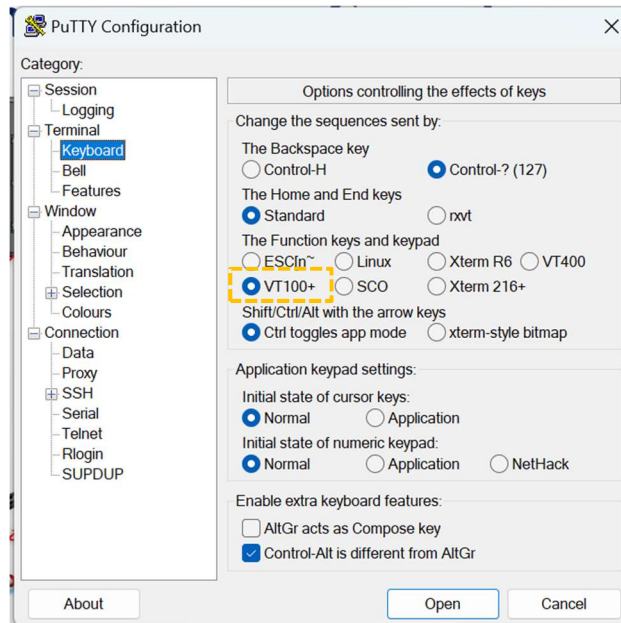 PuTTY Configuration
Category:
Session
Logging
Terminal
Keyboard
Bell
Features
Window
Appearance
Behaviour
Translation
Selection
Colours
Connection
Data
Proxy
SSH
Serial
Telnet
Rlogin
SUPDUP
Options controlling the effects of keys
Change the sequences sent by:
The Backspace key
Control-H Control-? (127)
The Home and End keys
Standard rxvt
The Function keys and keypad
ESC[n~ Linux Xterm R6 VT400
VT100+ SCO Xterm 216+
Shift/Ctrl/Alt with the arrow keys
Ctrl toggles app mode xterm-style bitmap
Application keypad settings:
Initial state of cursor keys:
Normal Application
Initial state of numeric keypad:
Normal Application NetHack
Enable extra keyboard features:
AltGr acts as Compose key
Control-Alt is different from AltGr
About Open Cancel